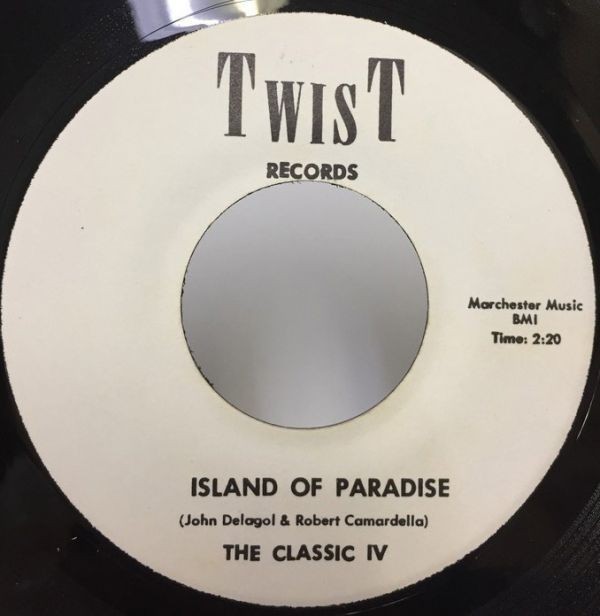 TWIST
RECORDS
Marchester Music
BMI
Time: 2:20
ISLAND OF PARADISE
(John Delagol & Robert Camardella)
THE CLASSIC IV